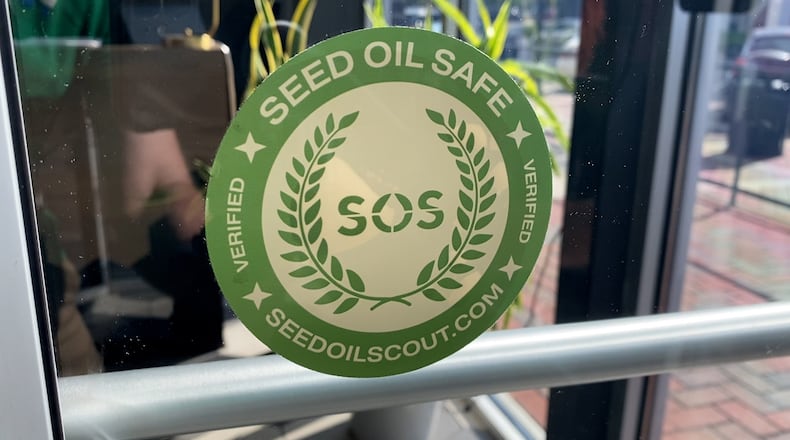 SEED OIL SAFE
VERIFIED
SOS
VERIFIED
SEEDOILSCOUT.COM